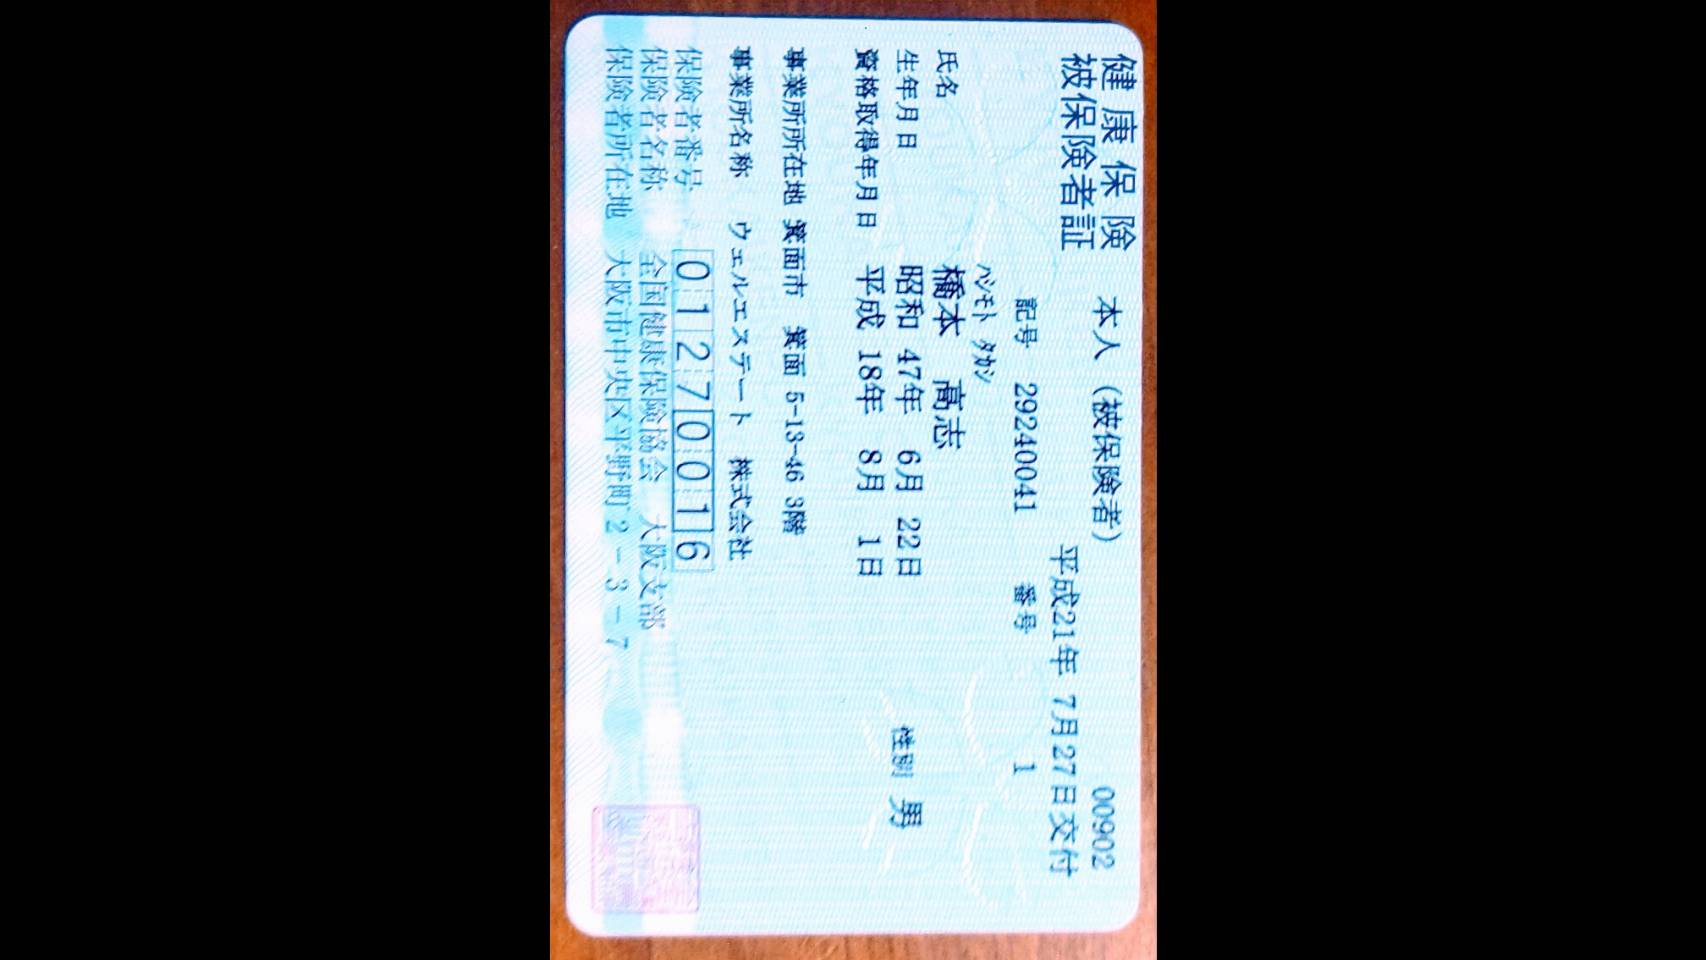 健康保険 本人（被保険者） 00902
被保険者証 平成21年 7月27日交付
記号 29240041 番号 1
ﾊｼﾓﾄ ﾀｶｼ
氏名 橋本 高志
生年月日 昭和 47年 6月 22日 性別 男
資格取得年月日 平成 18年 8月 1日
事業所所在地 箕面市 箕面 5-13-46 3階
事業所名称 ウェルエステート 株式会社
保険者番号 01270016
保険者名称 全国健康保険協会 大阪支部
保険者所在地 大阪市中央区平野町2-3-7